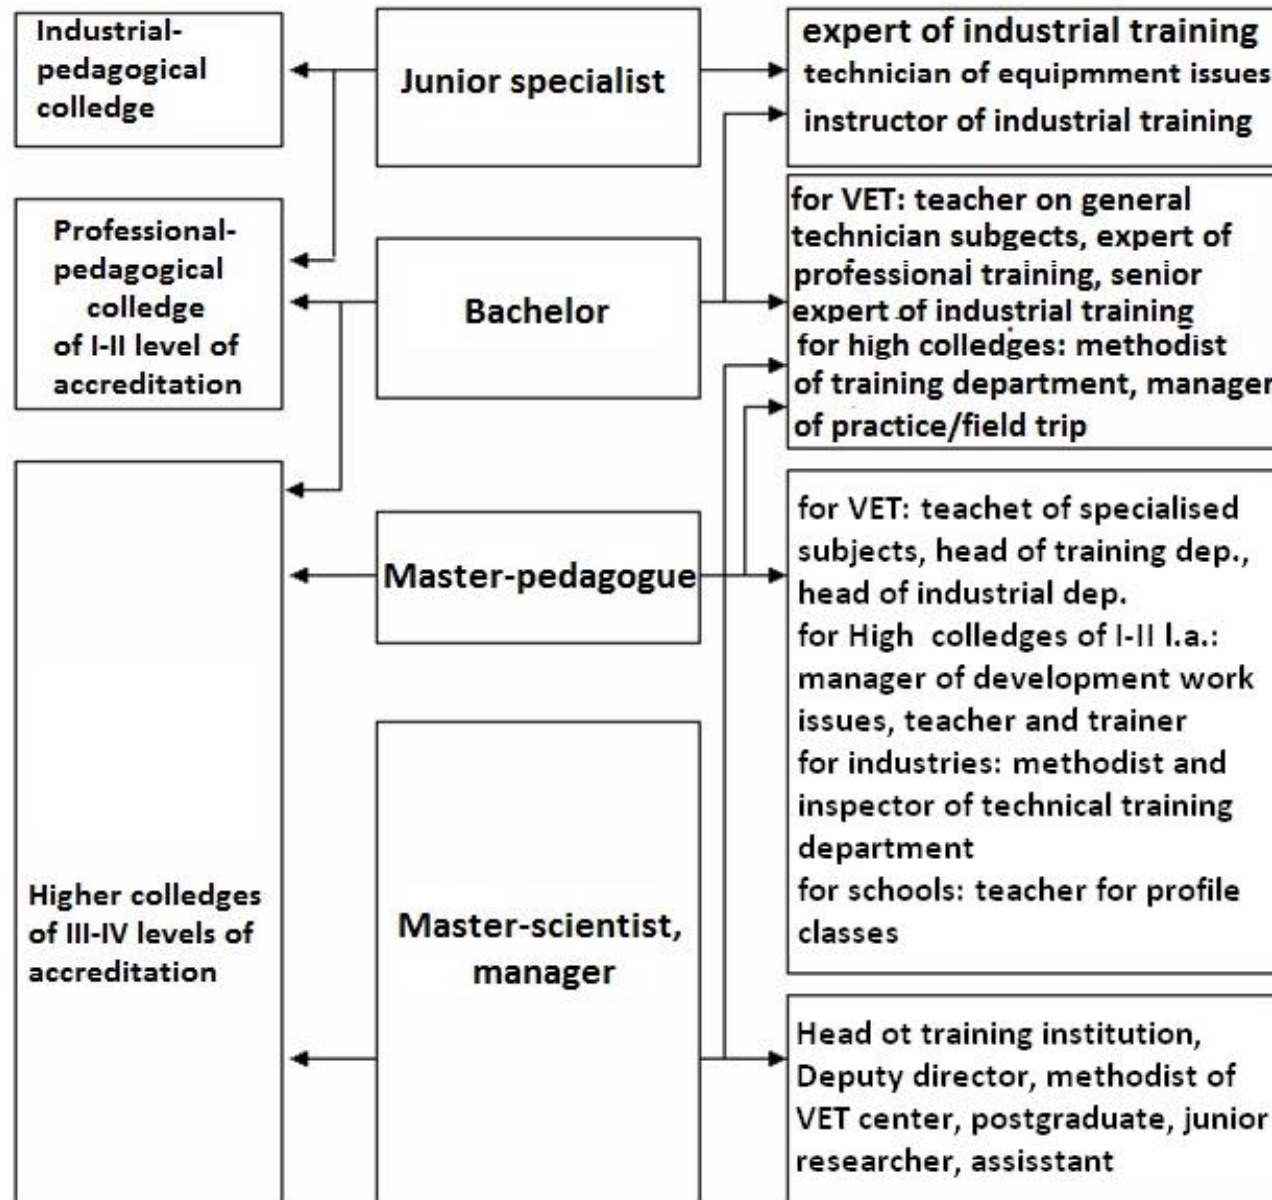 Industrial-
pedagogical
colledge
Junior specialist
expert of industrial training
technician of equipmment issues
instructor of industrial training
Professional-
pedagogical
colledge
of I-II level of
accreditation
Bachelor
for VET: teacher on general
technician subgects, expert of
professional training, senior
expert of industrial training
for high colledges: methodist
of training department, manager
of practice/field trip
Higher colledges
of III-IV levels of
accreditation
Master-pedagogue
for VET: teachet of specialised
subjects, head of training dep.,
head of industrial dep.
for High colledges of I-II l.a.:
manager of development work
issues, teacher and trainer
for industries: methodist and
inspector of technical training
department
for schools: teacher for profile
classes
Master-scientist,
manager
Head ot training institution,
Deputy director, methodist of
VET center, postgraduate, junior
researcher, assisstant